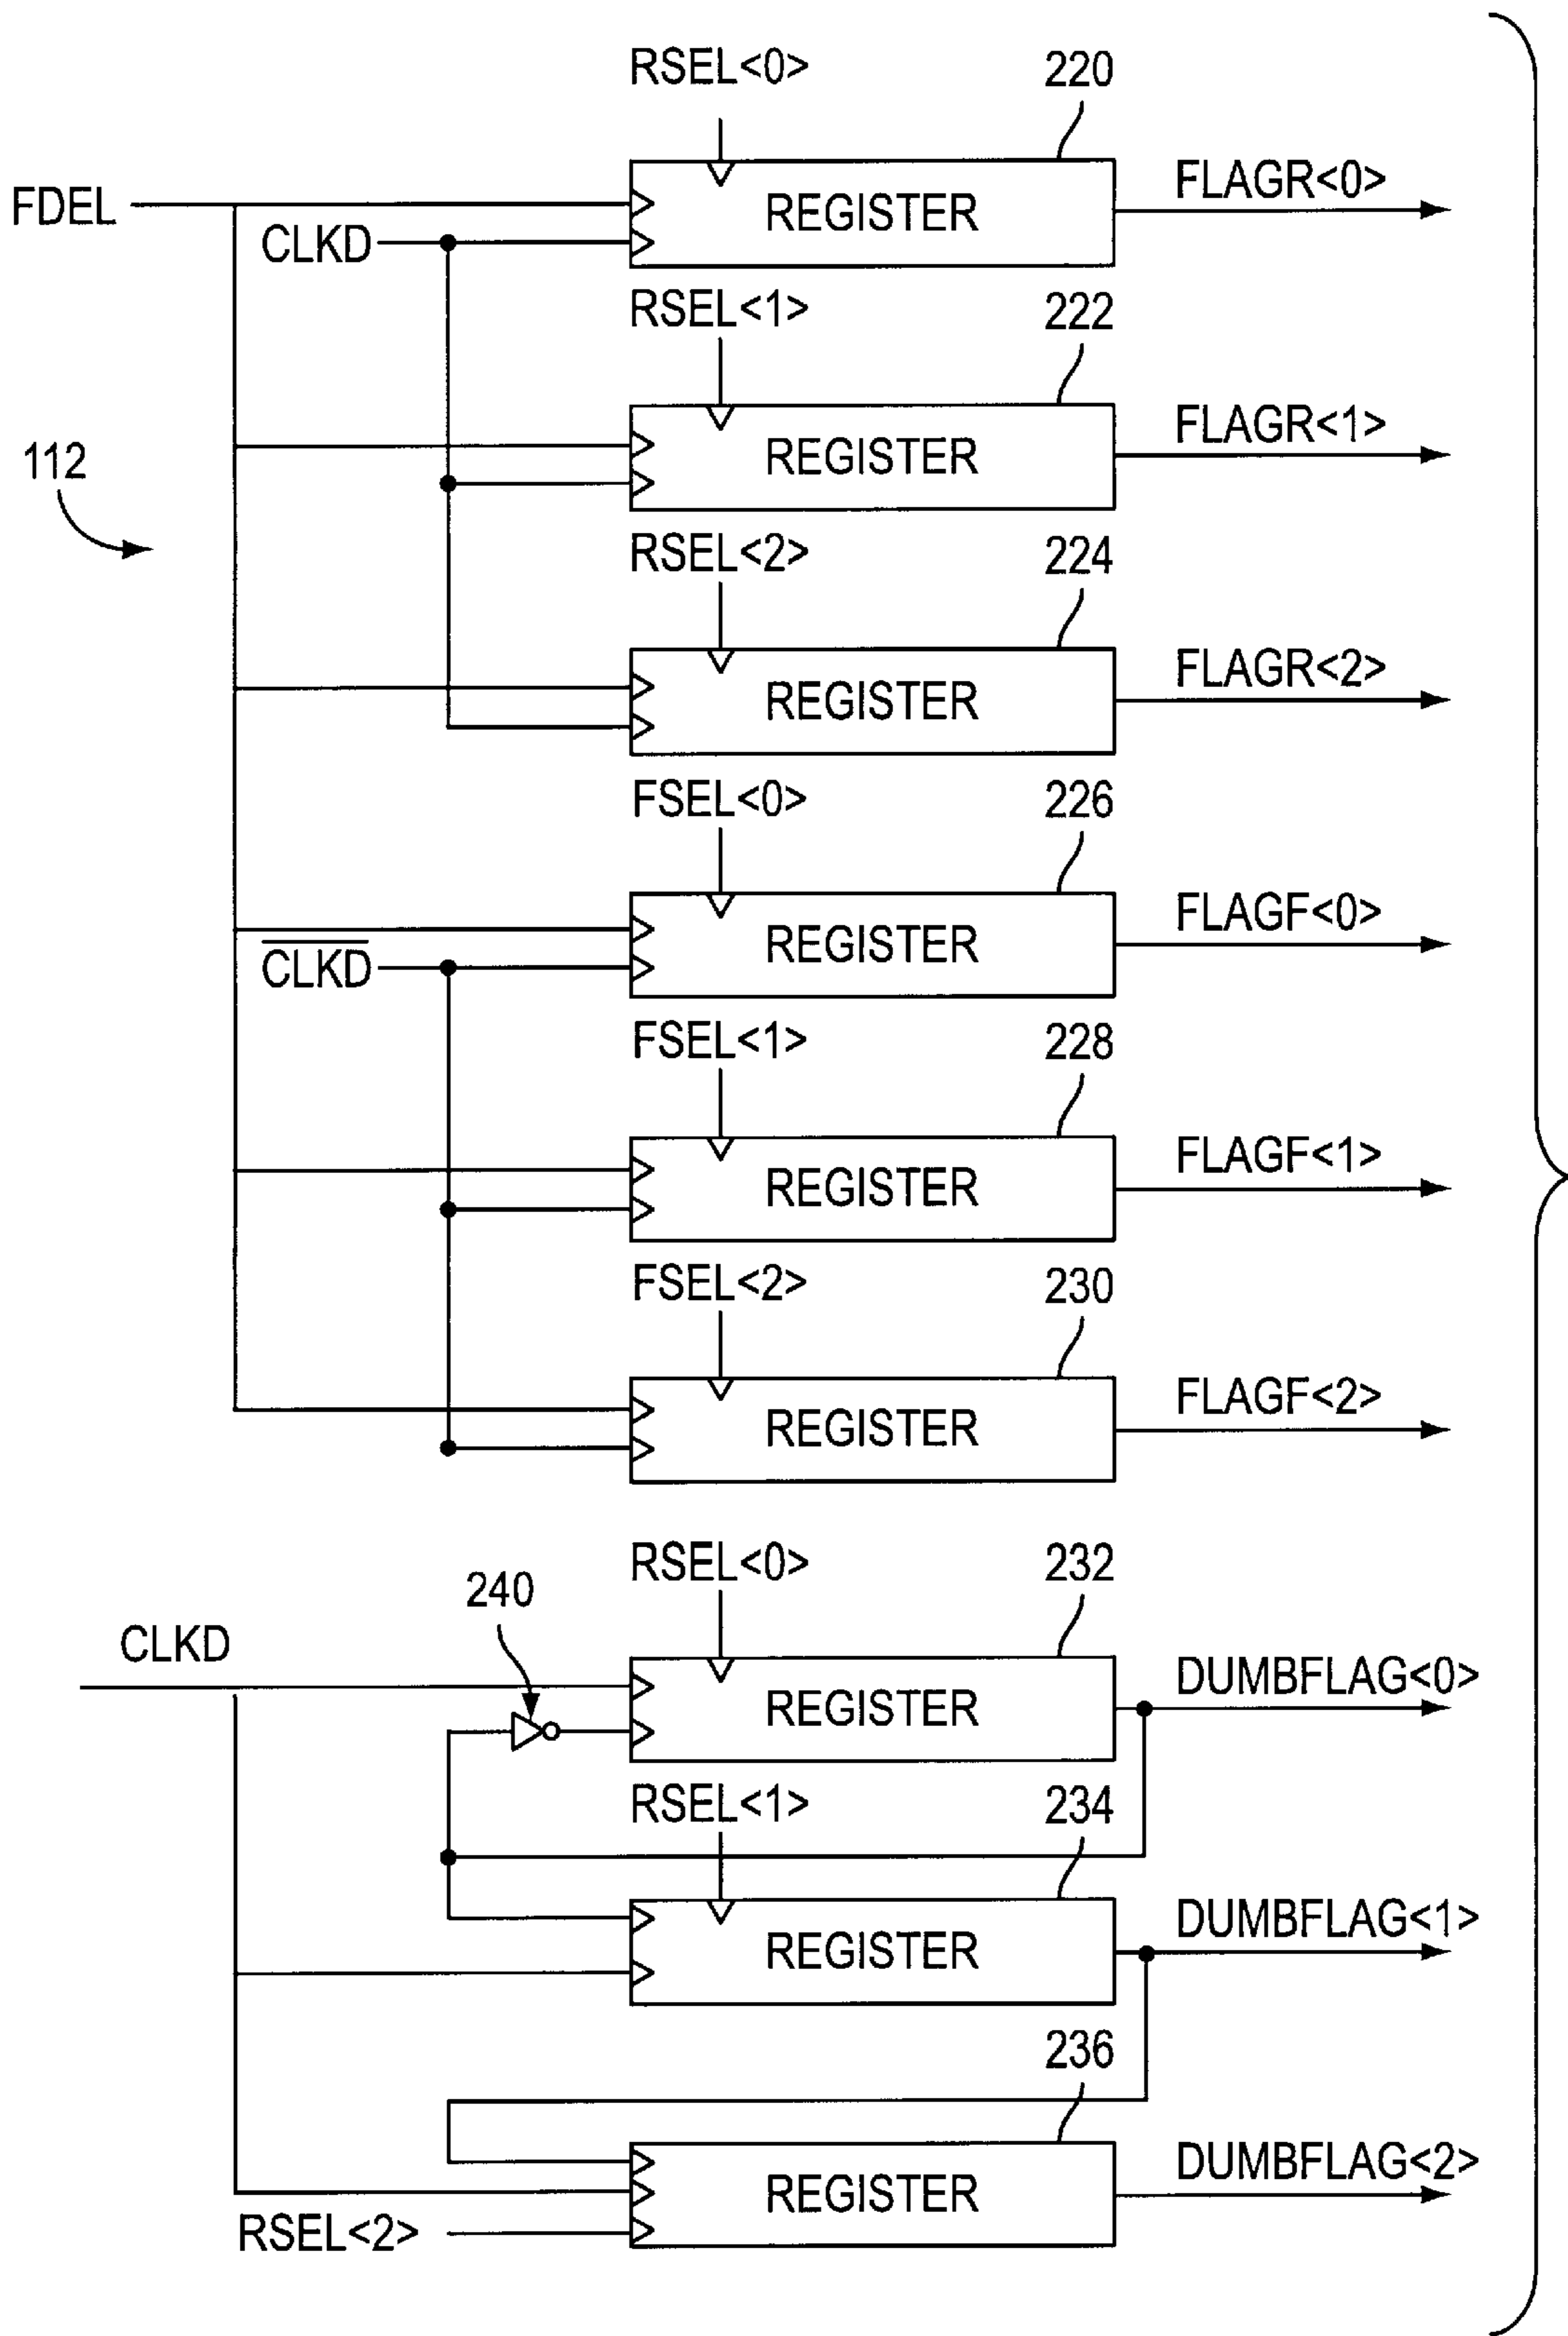 RSEL<0>
220
FDEL
REGISTER
FLAGR<0>
CLKD
RSEL<1>
222
112
REGISTER
FLAGR<1>
RSEL<2>
224
REGISTER
FLAGR<2>
FSEL<0>
226
REGISTER
FLAGF<0>
CLKD
FSEL<1>
228
REGISTER
FLAGF<1>
FSEL<2>
230
REGISTER
FLAGF<2>
RSEL<0>
232
240
CLKD
REGISTER
DUMBFLAG<0>
RSEL<1>
234
REGISTER
DUMBFLAG<1>
236
REGISTER
DUMBFLAG<2>
RSEL<2>